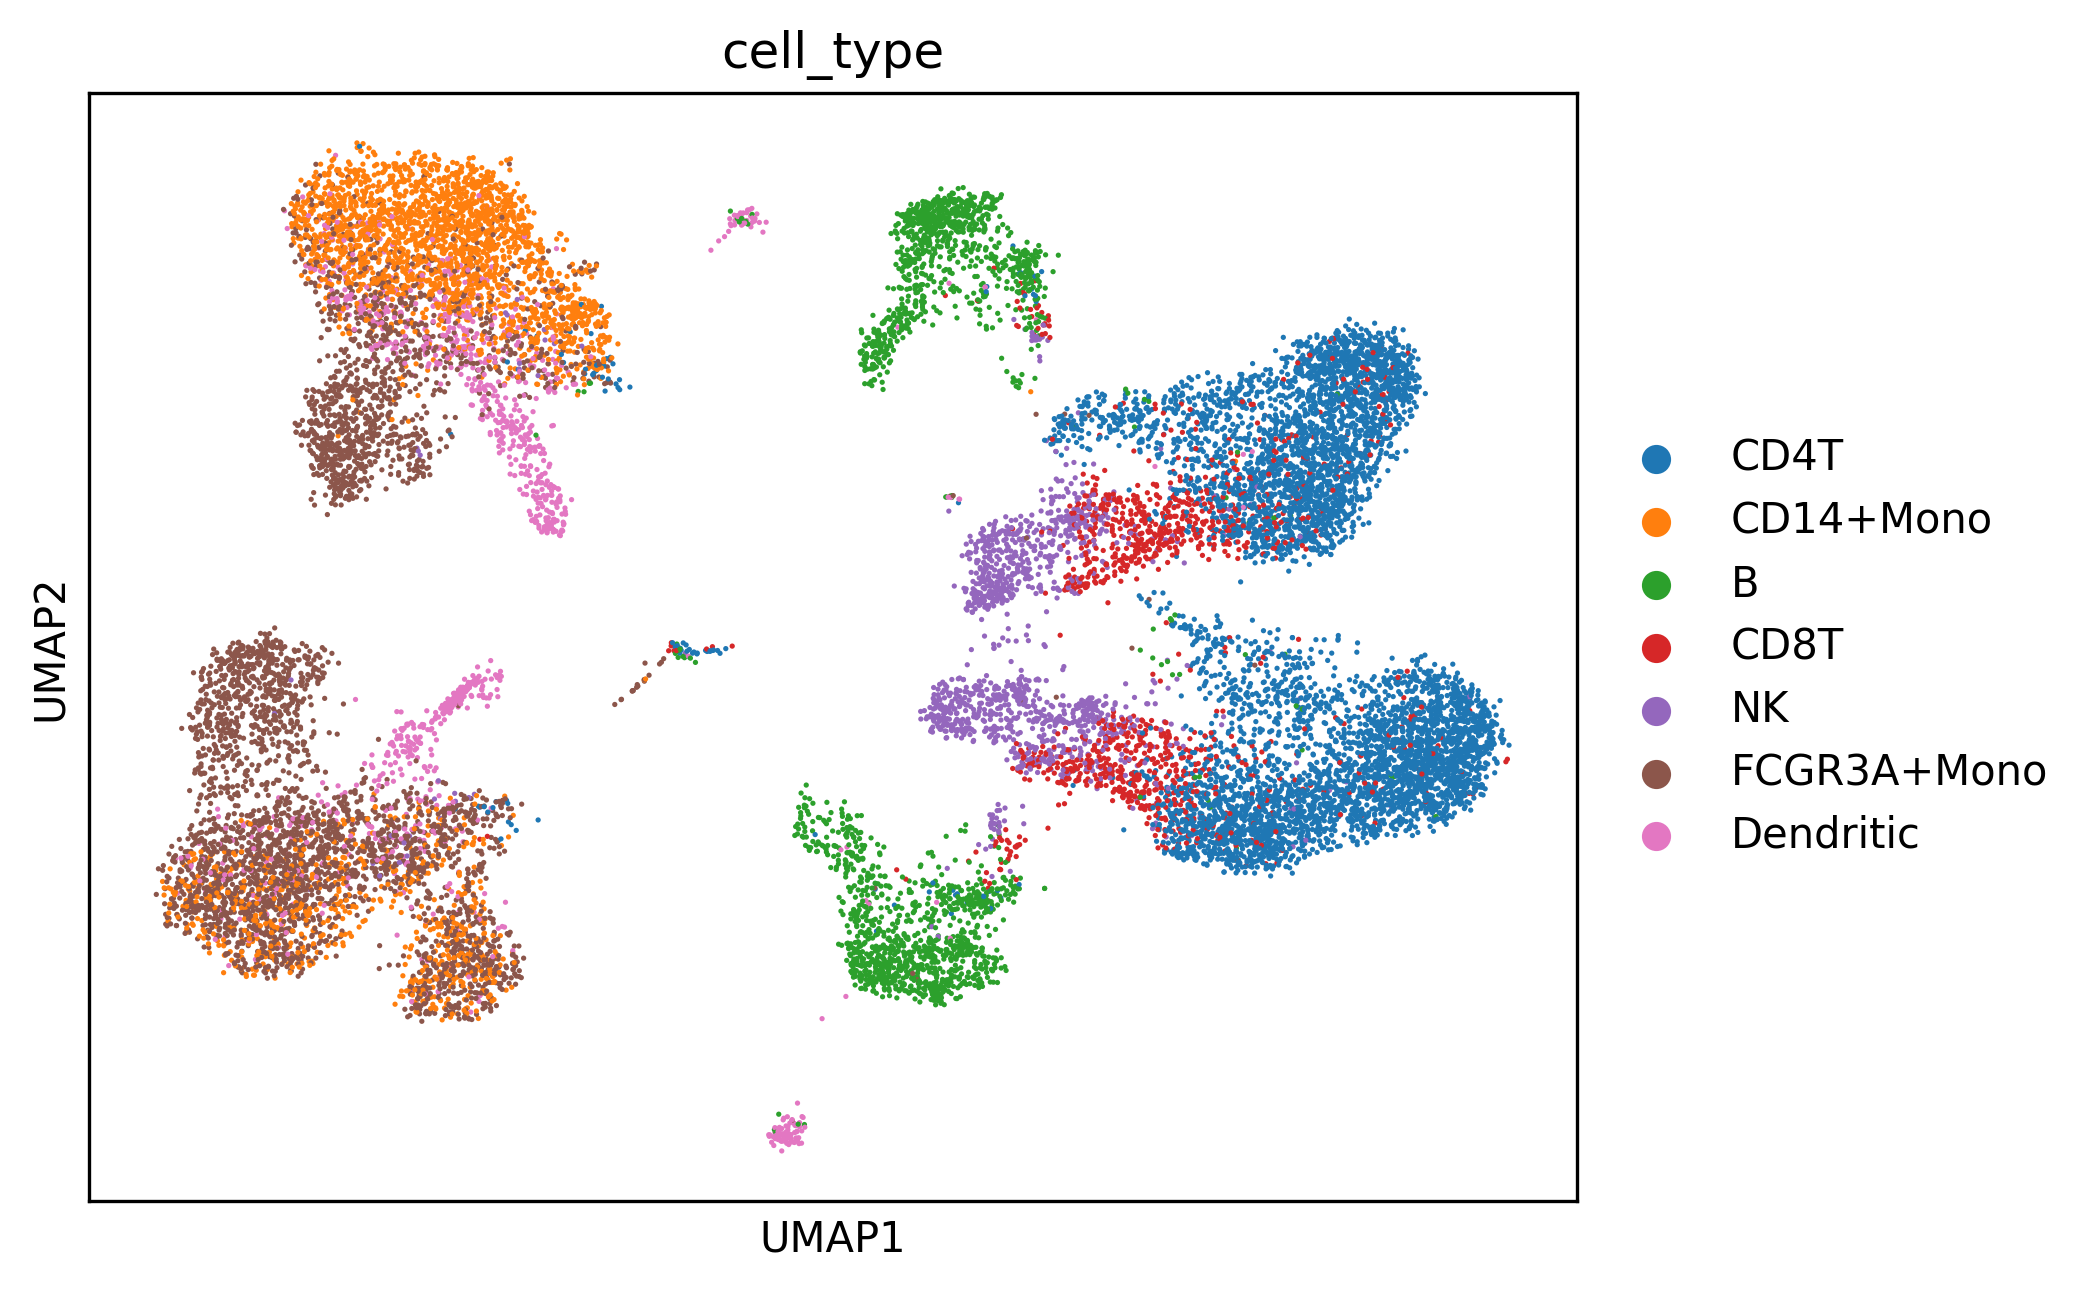 cell_type
UMAP2
UMAP1
CD4T
CD14+Mono
B
CD8T
NK
FCGR3A+Mono
Dendritic